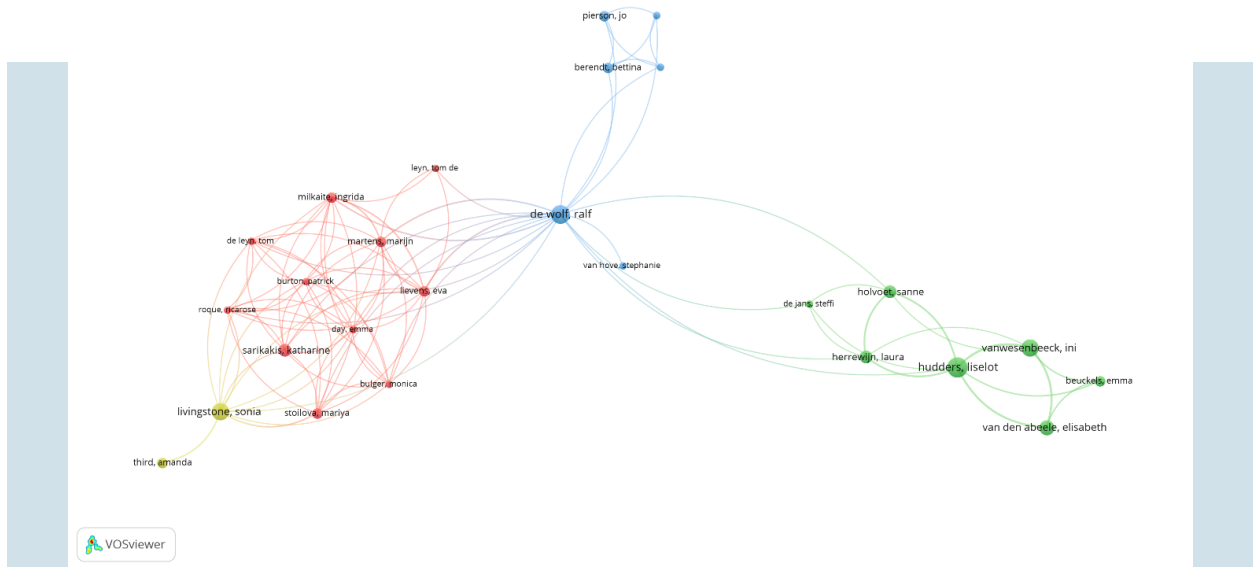 pierson, jo
berendt, bettina
leyn, tom de
milkaite, ingrida
de wolf, ralf
de leyn, tom
martens, marijn
van hove, stephanie
burton, patrick
lievens, eva
holvoet, sanne
de jans, steffi
roque, ricarose
day, emma
sarikakis, katharine
vanwesenbeeck, ini
herrewijn, laura
hudders, liselot
bulger, monica
beuckels, emma
livingstone, sonia
stoilova, mariya
van den abeele, elisabeth
third, amanda
VOSviewer